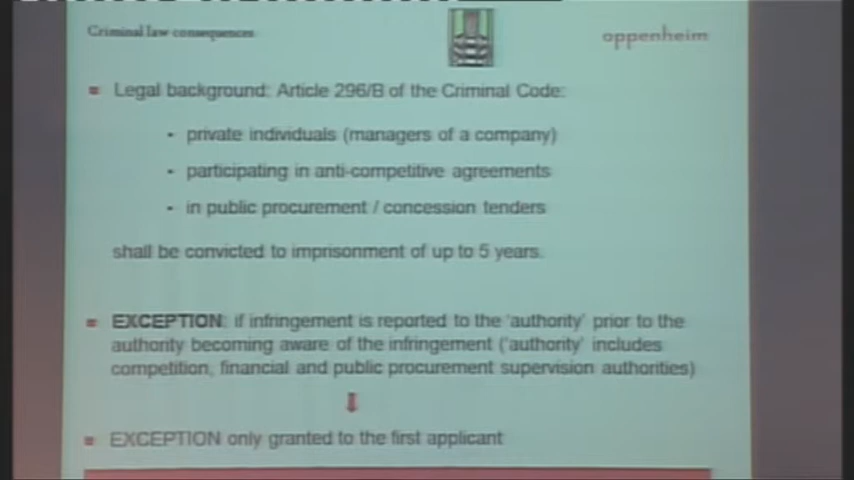 Criminal law consequences
oppenheim
Legal background: Article 296/B of the Criminal Code:
private individuals (managers of a company)
participating in anti-competitive agreements
in public procurement / concession tenders
shall be convicted to imprisonment of up to 5 years.
EXCEPTION: if infringement is reported to the 'authority' prior to the
authority becoming aware of the infringement ('authority' includes
competition, financial and public procurement supervision authorities)
EXCEPTION only granted to the first applicant